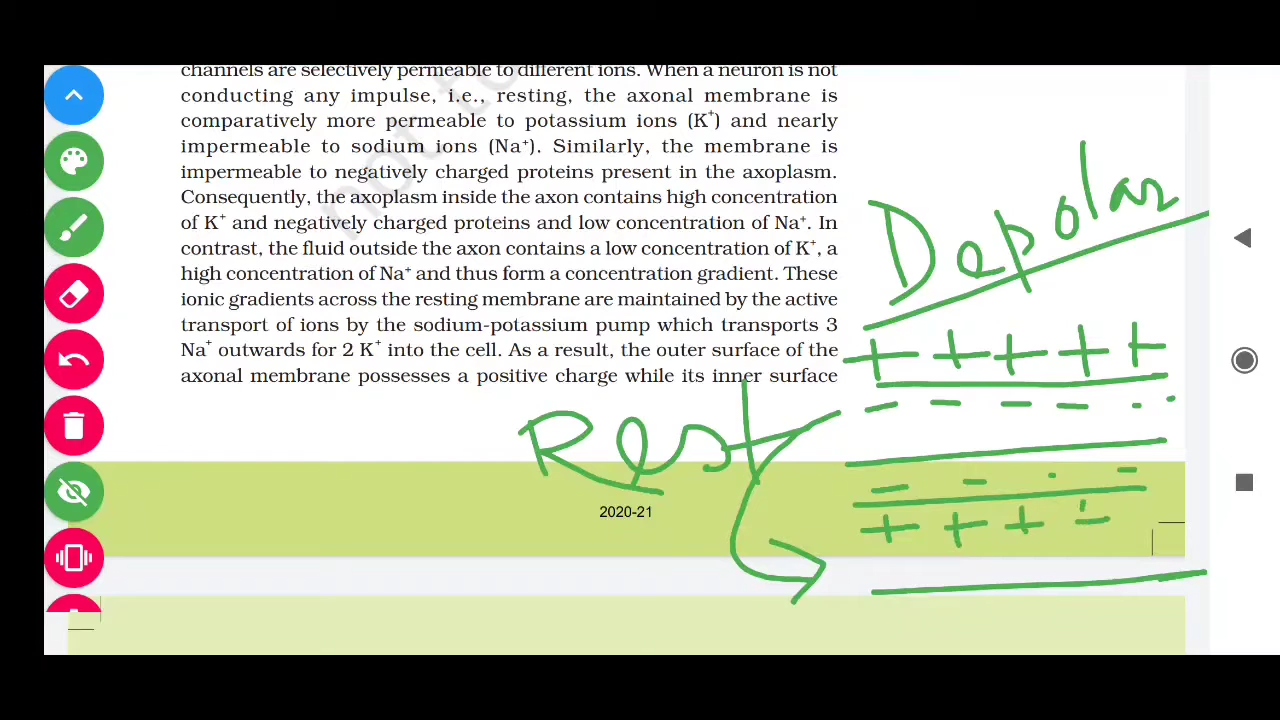 channels are selectively permeable to different ions. When a neuron is not
conducting any impulse, i.e., resting, the axonal membrane is
comparatively more permeable to potassium ions (K⁺) and nearly
impermeable to sodium ions (Na⁺). Similarly, the membrane is
impermeable to negatively charged proteins present in the axoplasm.
Consequently, the axoplasm inside the axon contains high concentration
of K⁺ and negatively charged proteins and low concentration of Na⁺. In
contrast, the fluid outside the axon contains a low concentration of K⁺, a
high concentration of Na⁺ and thus form a concentration gradient. These
ionic gradients across the resting membrane are maintained by the active
transport of ions by the sodium-potassium pump which transports 3
Na⁺ outwards for 2 K⁺ into the cell. As a result, the outer surface of the
axonal membrane possesses a positive charge while its inner surface
not to
Depolar
+ + + + +
- - - - - -
Rest
- - - -
+ + + ÷
2020-21